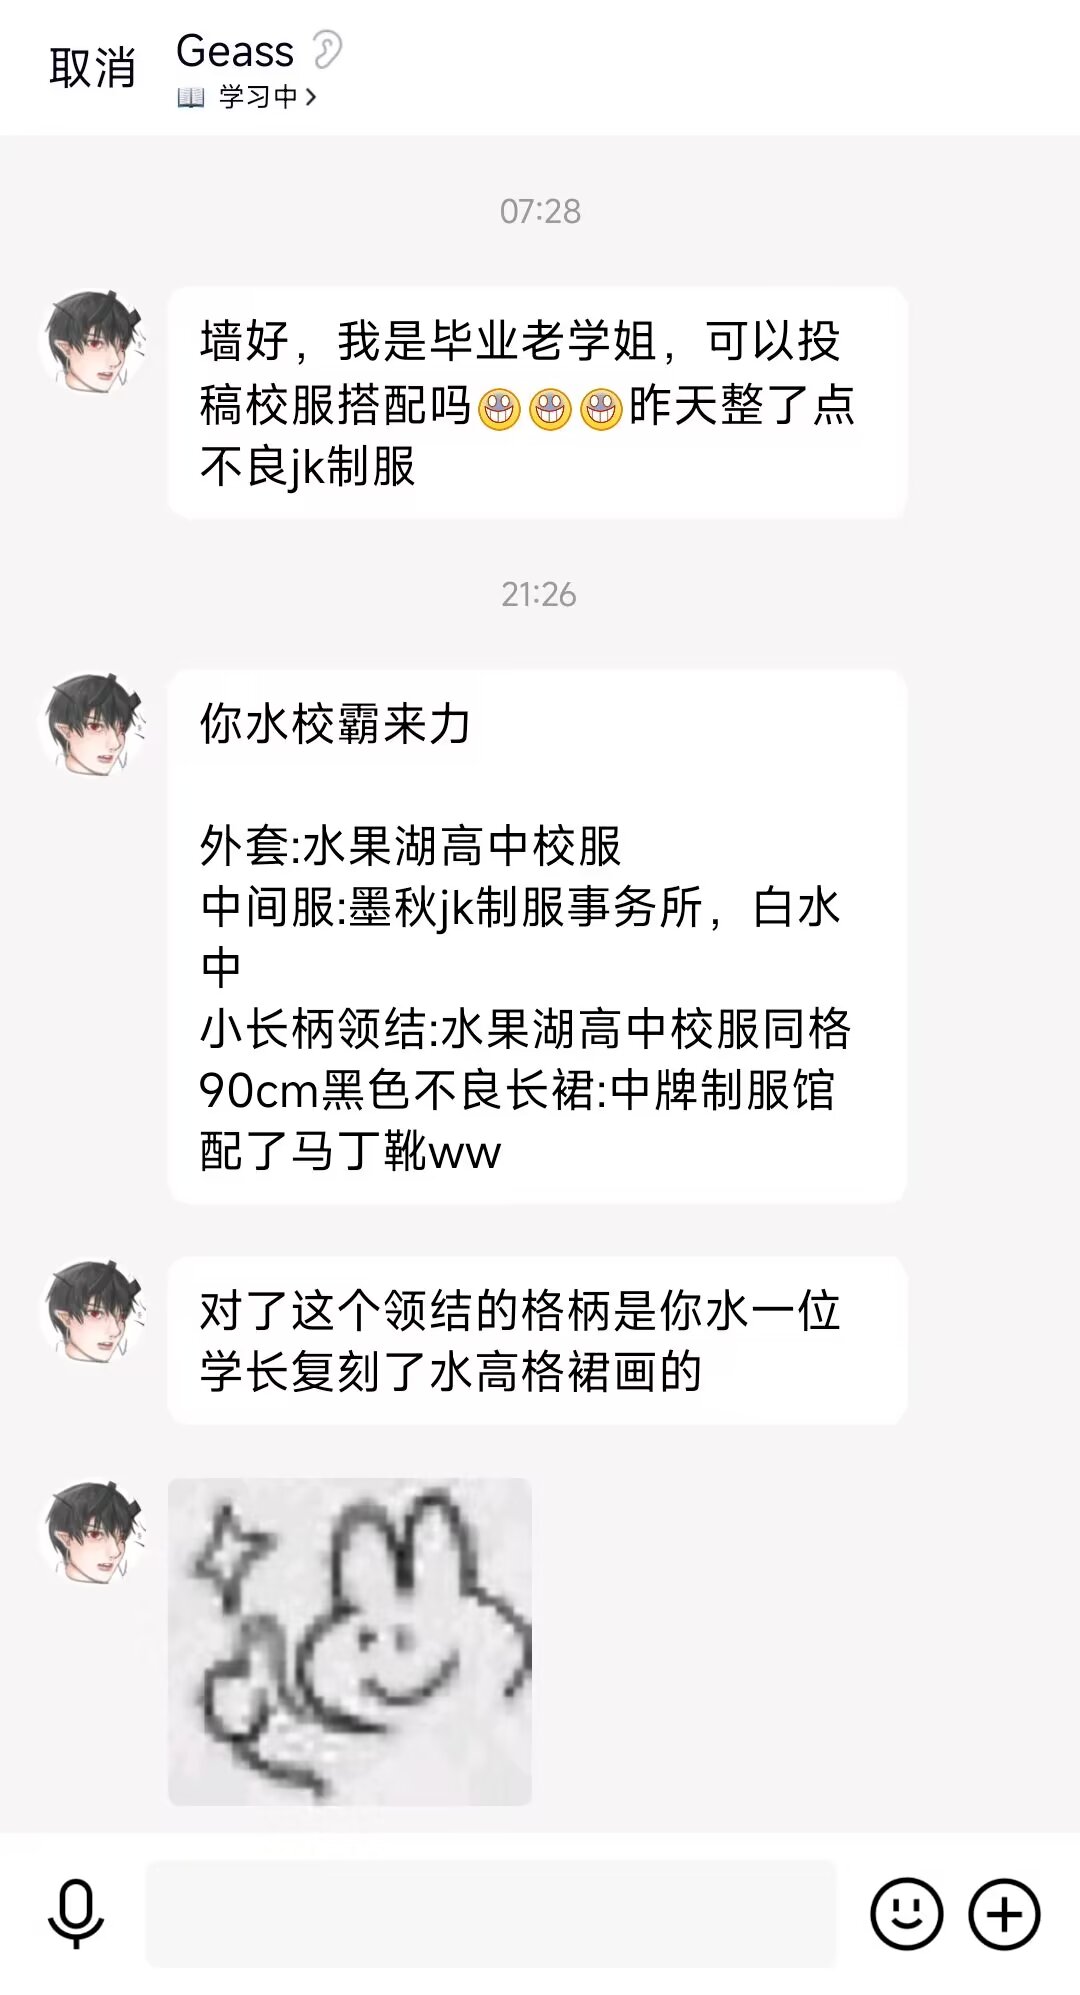 取消
Geass
学习中
07:28
墙好，我是毕业老学姐，可以投
稿校服搭配吗昨天整了点
不良jk制服
21:26
你水校霸来力
外套:水果湖高中校服
中间服:墨秋jk制服事务所，白水
中
小长柄领结:水果湖高中校服同格
90cm黑色不良长裙:中牌制服馆
配了马丁靴ww
对了这个领结的格柄是你水一位
学长复刻了水高格裙画的